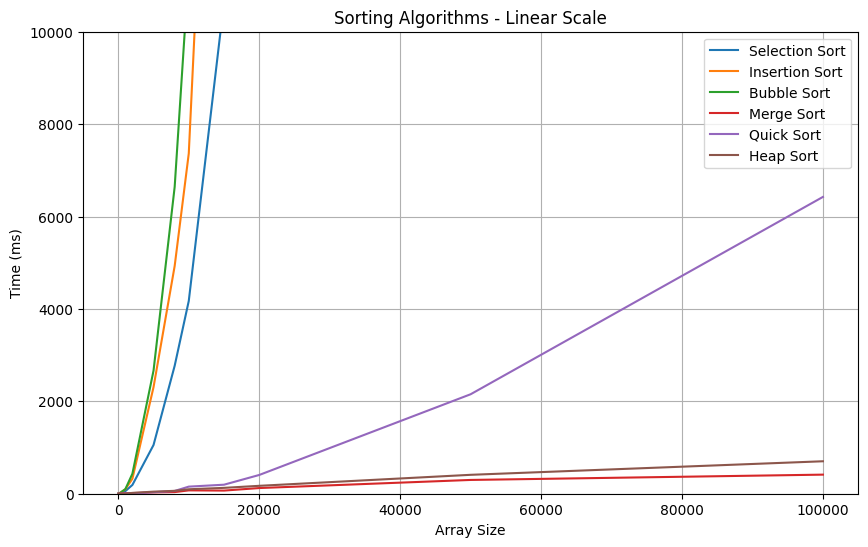 Sorting Algorithms - Linear Scale
10000
8000
6000
4000
2000
0
Time (ms)
Selection Sort
Insertion Sort
Bubble Sort
Merge Sort
Quick Sort
Heap Sort
0 20000 40000 60000 80000 100000
Array Size